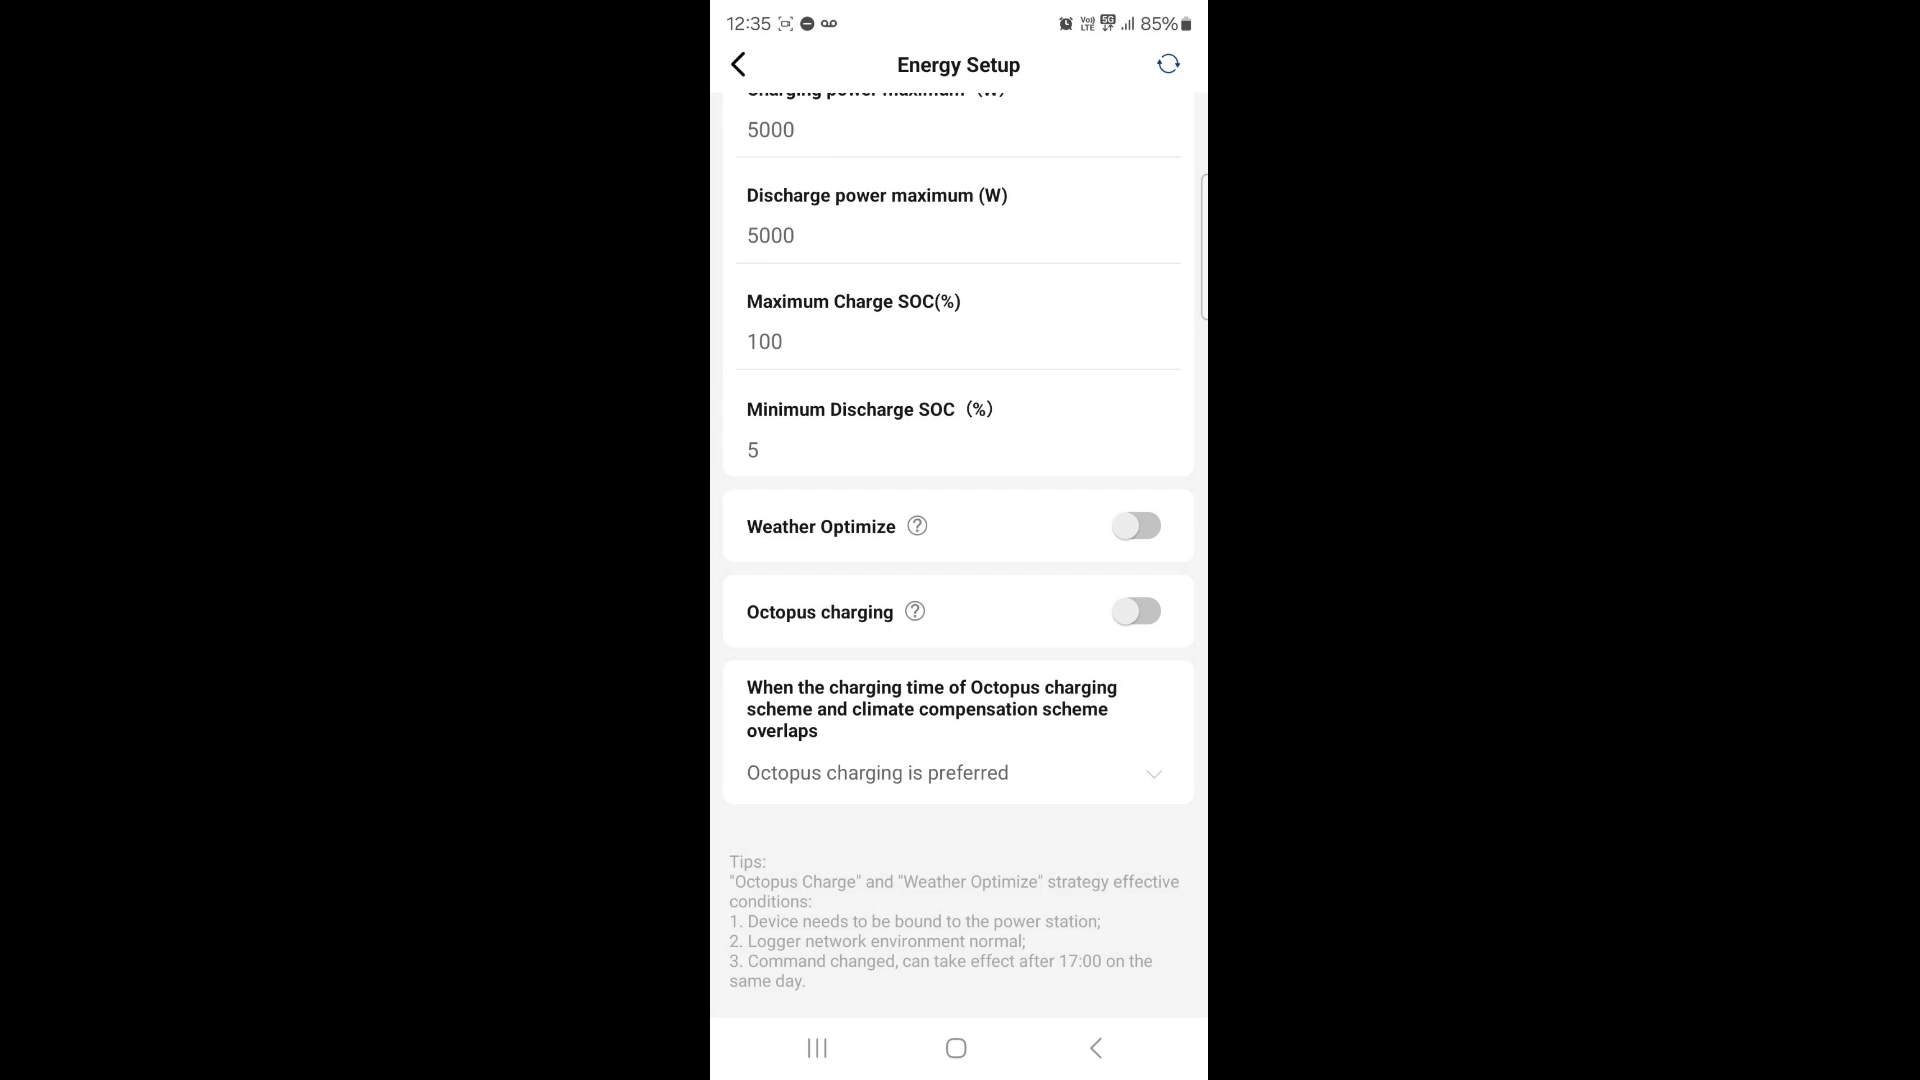 12:35
85%
Energy Setup
Charging power maximum (W)
5000
Discharge power maximum (W)
5000
Maximum Charge SOC(%)
100
Minimum Discharge SOC（%）
5
Weather Optimize ?
Octopus charging ?
When the charging time of Octopus charging
scheme and climate compensation scheme
overlaps
Octopus charging is preferred
Tips:
"Octopus Charge" and "Weather Optimize" strategy effective
conditions:
1. Device needs to be bound to the power station;
2. Logger network environment normal;
3. Command changed, can take effect after 17:00 on the
same day.